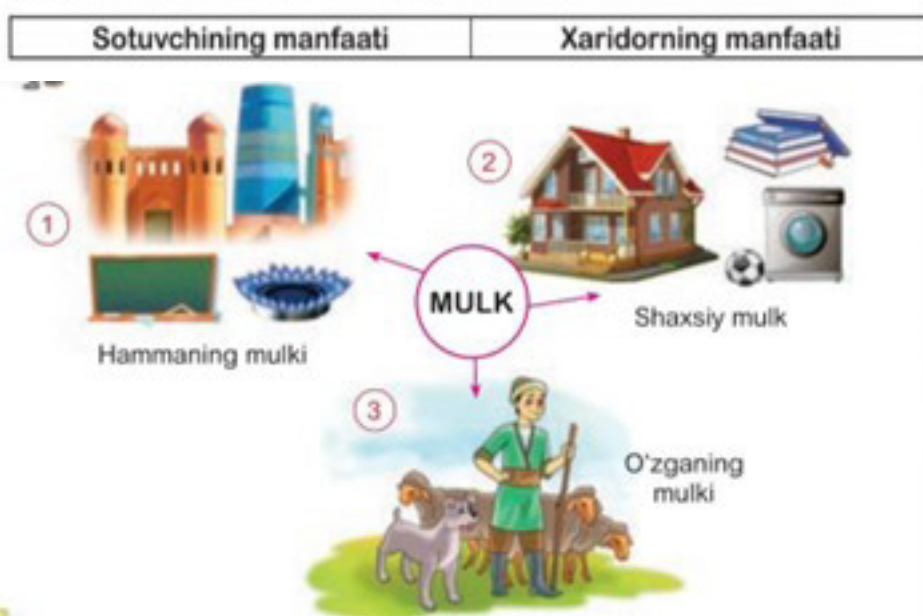 Sotuvchining manfaati Xaridorning manfaati
1
2
MULK
Shaxsiy mulk
Hammaning mulki
3
O'zganing
mulki